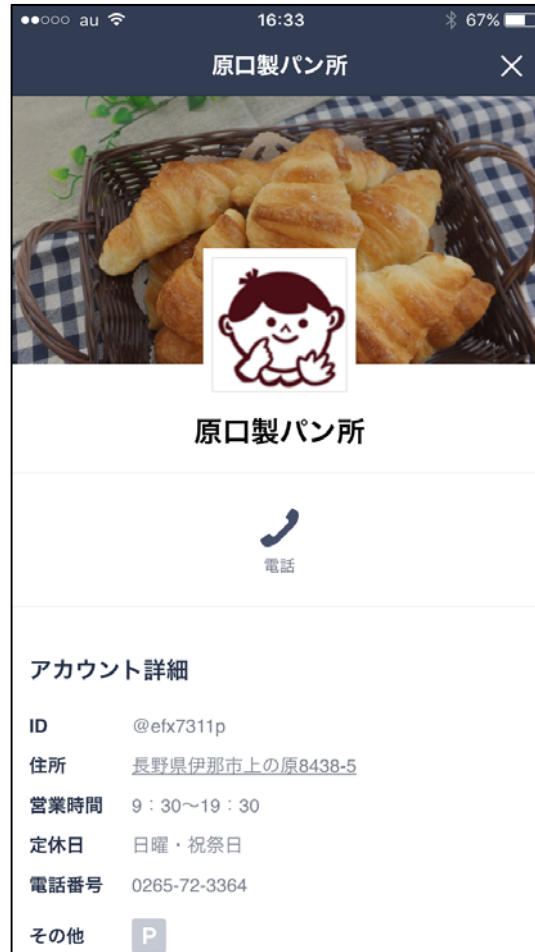 au 16:33 67%
原口製パン所
原口製パン所
電話
アカウント詳細
ID @efx7311p
住所 長野県伊那市上の原8438-5
営業時間 9：30～19：30
定休日 日曜・祝祭日
電話番号 0265-72-3364
その他 P